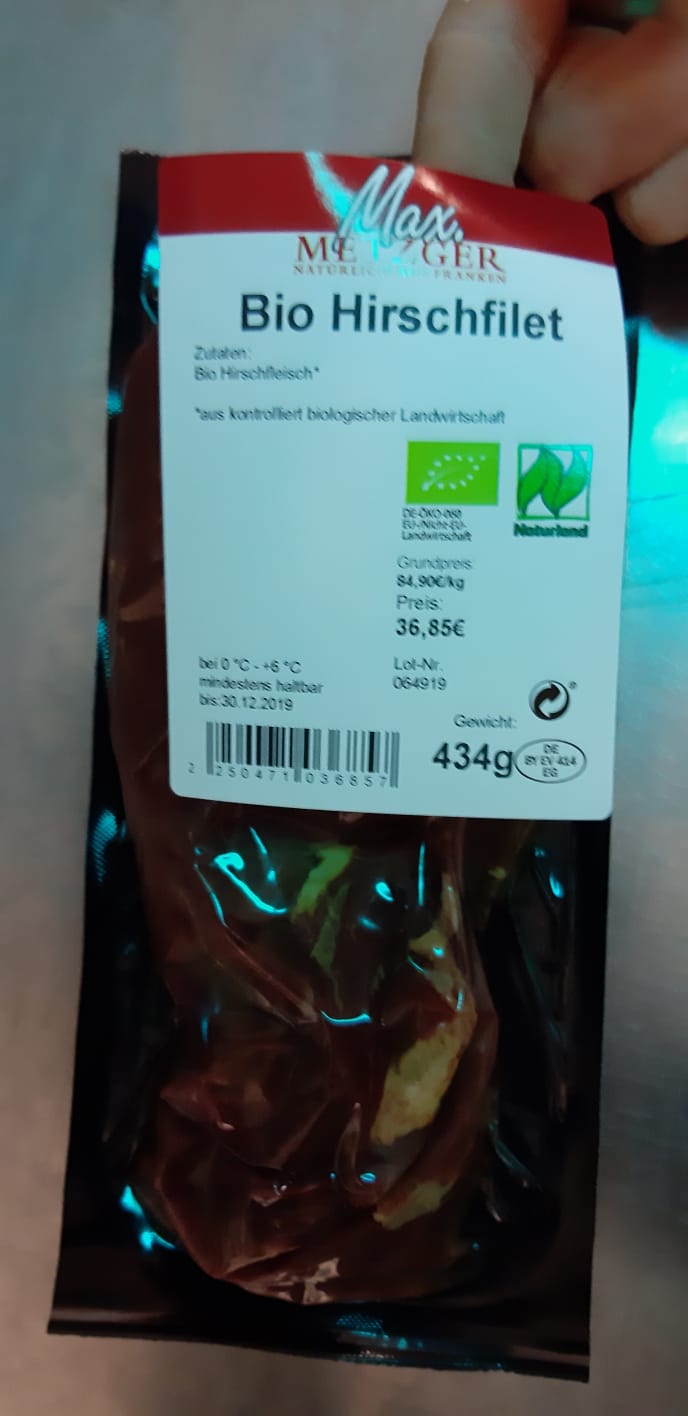 Max.
METZGER
FRANKEN
Bio Hirschfilet
Zutaten:
Bio Hirschfleisch*
*aus kontrolliert biologischer Landwirtschaft
DE-ÖKO-060
EU-/Nicht-EU-
Landwirtschaft
Naturland
Grundpreis:
84,90€/kg
Preis:
36,85€
bei 0 °C - +6 °C
mindestens haltbar
bis:30.12.2019
Lot-Nr.
064919
Gewicht:
434g
DE
BY EV 414
EG
2 250471 036857